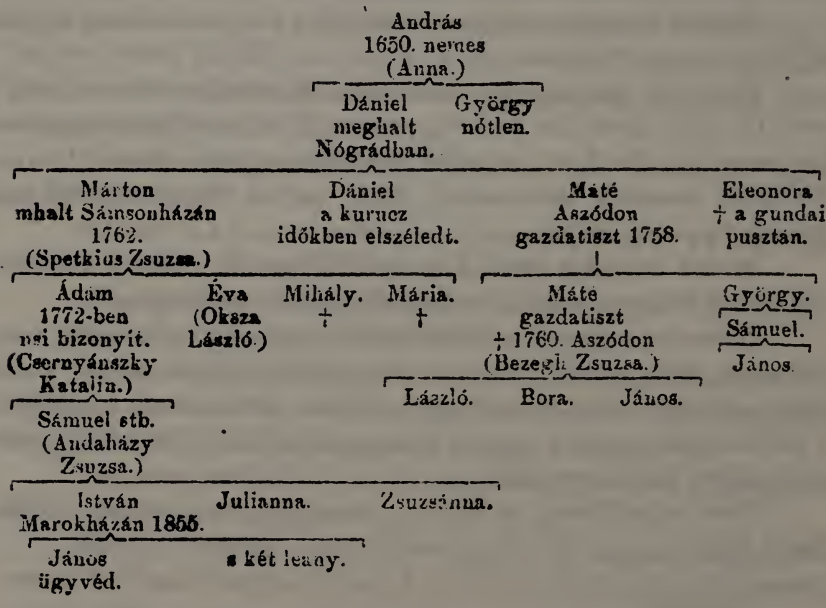 András
1650. nemes
(Anna.)
Dániel György
meghalt nőtlen.
Nógrádban.
Márton Dániel Máté Eleonora
mhalt Sámsonházán a kurucz Aszódon † a gundai
1762. időkben elszéledt. gazdatiszt 1758. pusztán.
(Spetkius Zsuzsa.)
Ádám Éva Mihály. Mária. Máté György.
1772-ben (Oksza † † gazdatiszt Sámuel.
nsi bizonyít. László.) † 1760. Aszódon János.
(Csernyánszky (Bezegh Zsuzsa.)
Katalin.) László. Bora. János.
Sámuel stb.
(Andaházy
Zsuzsa.)
István Julianna. Zsuzsánna.
Marokházán 1855.
János s két leány.
ügyvéd.